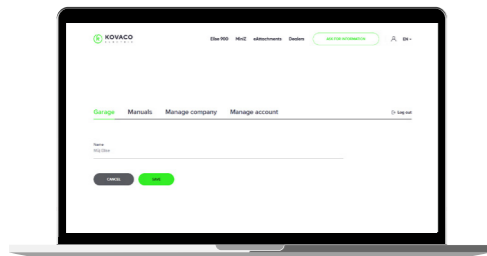 KOVACO
ELECTRIC
Elise 900 MiniZ eAttachments Dealers ASK FOR INFORMATION EN
Garage Manuals Manage company Manage account Log out
Name
CANCEL SAVE